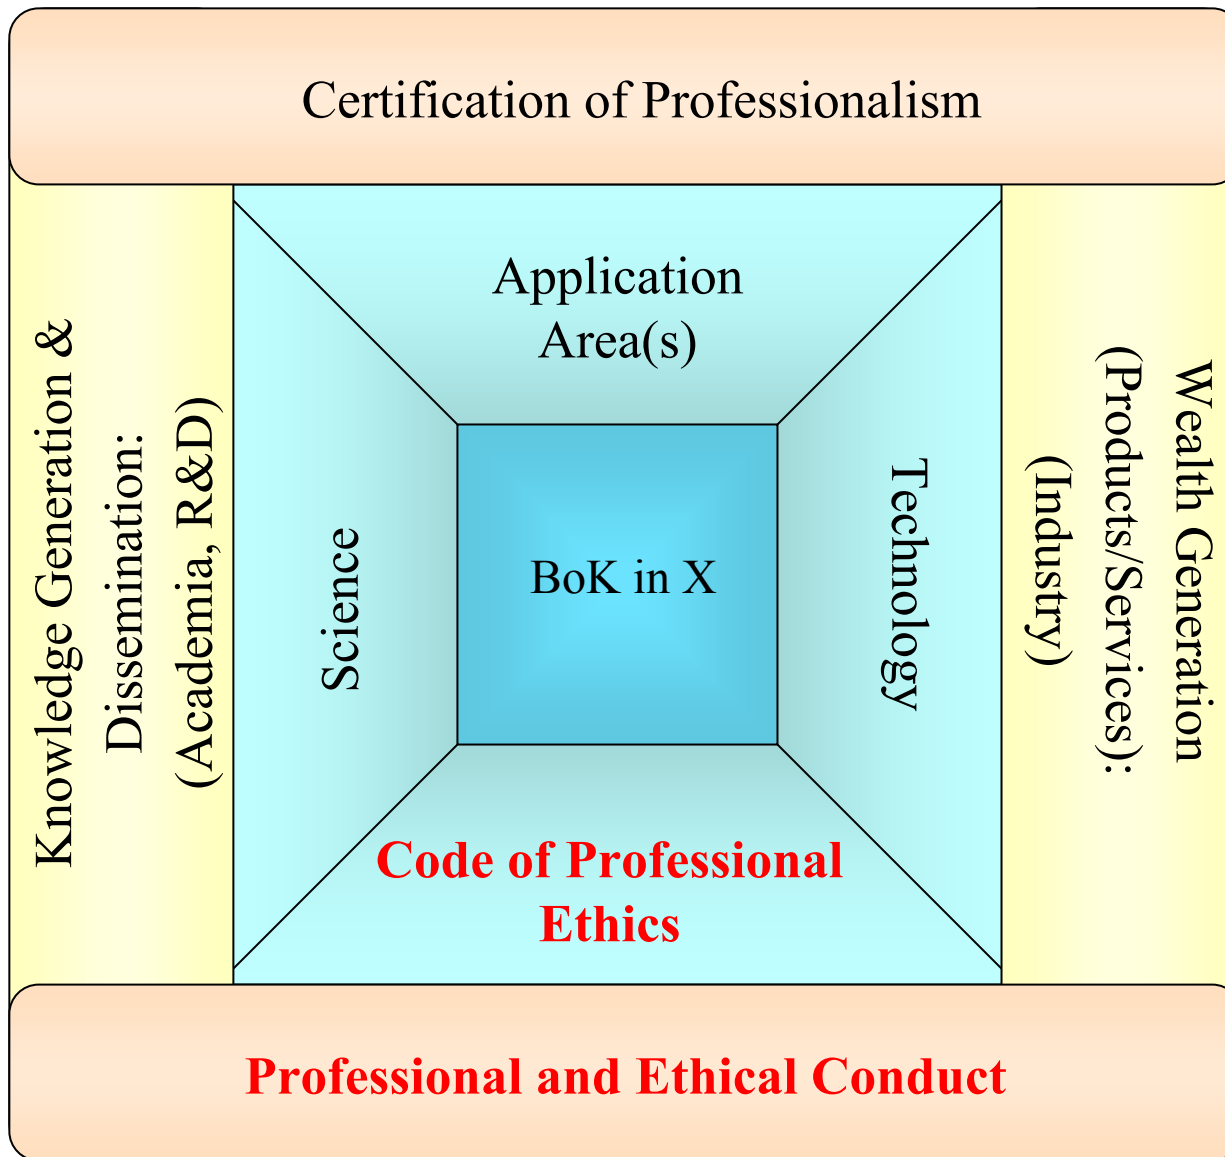 Certification of Professionalism
Application
Area(s)
Knowledge Generation &
Dissemination:
(Academia, R&D)
Science
BoK in X
Technology
Wealth Generation
(Products/Services):
(Industry)
Code of Professional
Ethics
Professional and Ethical Conduct